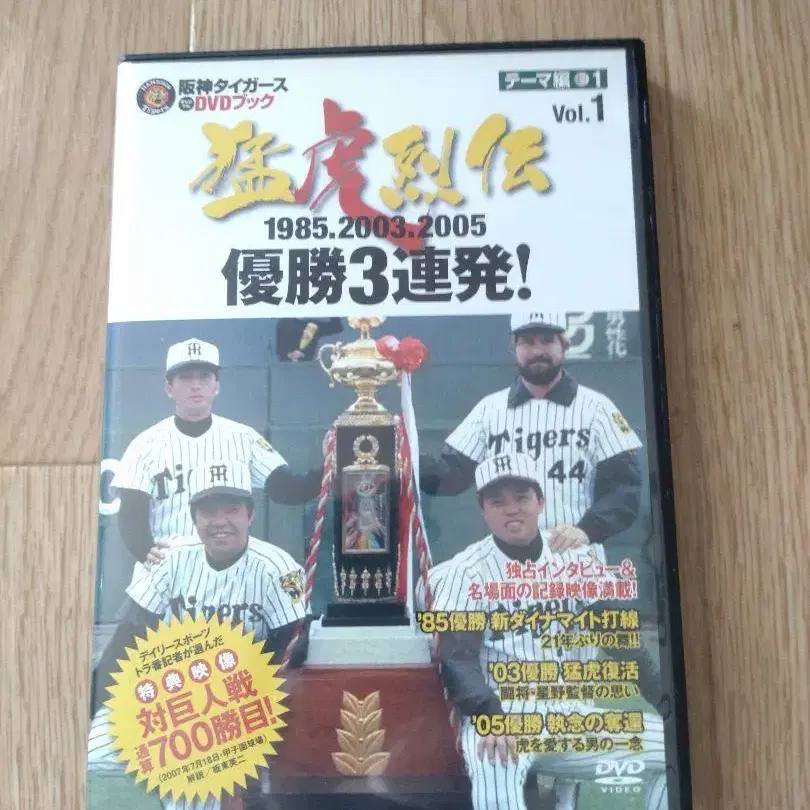 HANSHIN
Tigers
阪神タイガース
DVDブック
テーマ編 1
Vol.1
猛虎烈伝
1985.2003.2005
優勝3連発!
Tigers
44
Tigers
独占インタビュー&
名場面の記録映像満載!
'85優勝 新ダイナマイト打線
21年ぶりの舞!!
'03優勝 猛虎復活
闘将・星野監督の思い
'05優勝 執念の奪還
虎を愛する男の一念
デイリースポーツ
トラ番記者が選んだ
特典映像
対巨人戦
通算700勝目!
(2007年7月18日・甲子園球場)
解説/坂東英二
DVD
VIDEO